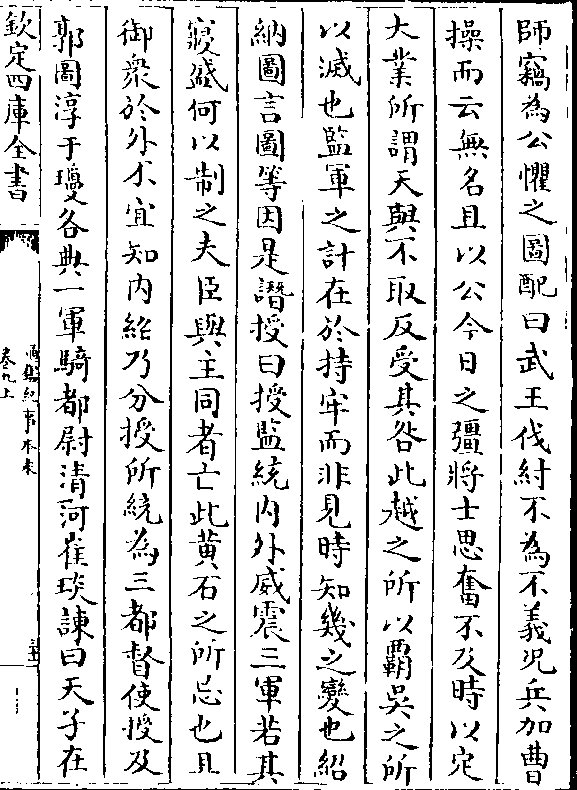 師竊為公懼之圖配曰武王伐紂不為不義況兵加曹
操而云無名且以公今日之彊將士思奮不及時以定
大業所謂天與不取反受其咎此越之所以覇吳之所
以滅也監軍之計在於持牢而非見時知幾之變也紹
納圖言圖等因是譖授曰授監統內外威震三軍若其
寖盛何以制之夫臣與主同者亡此黃石之所忌也且
御衆於外不宜知內紹乃分授所統為三都督使授及
郭圖淳于瓊各典一軍騎都尉清河崔琰諫曰天子在
欽定四庫全書
通鑑紀事本末
卷九上